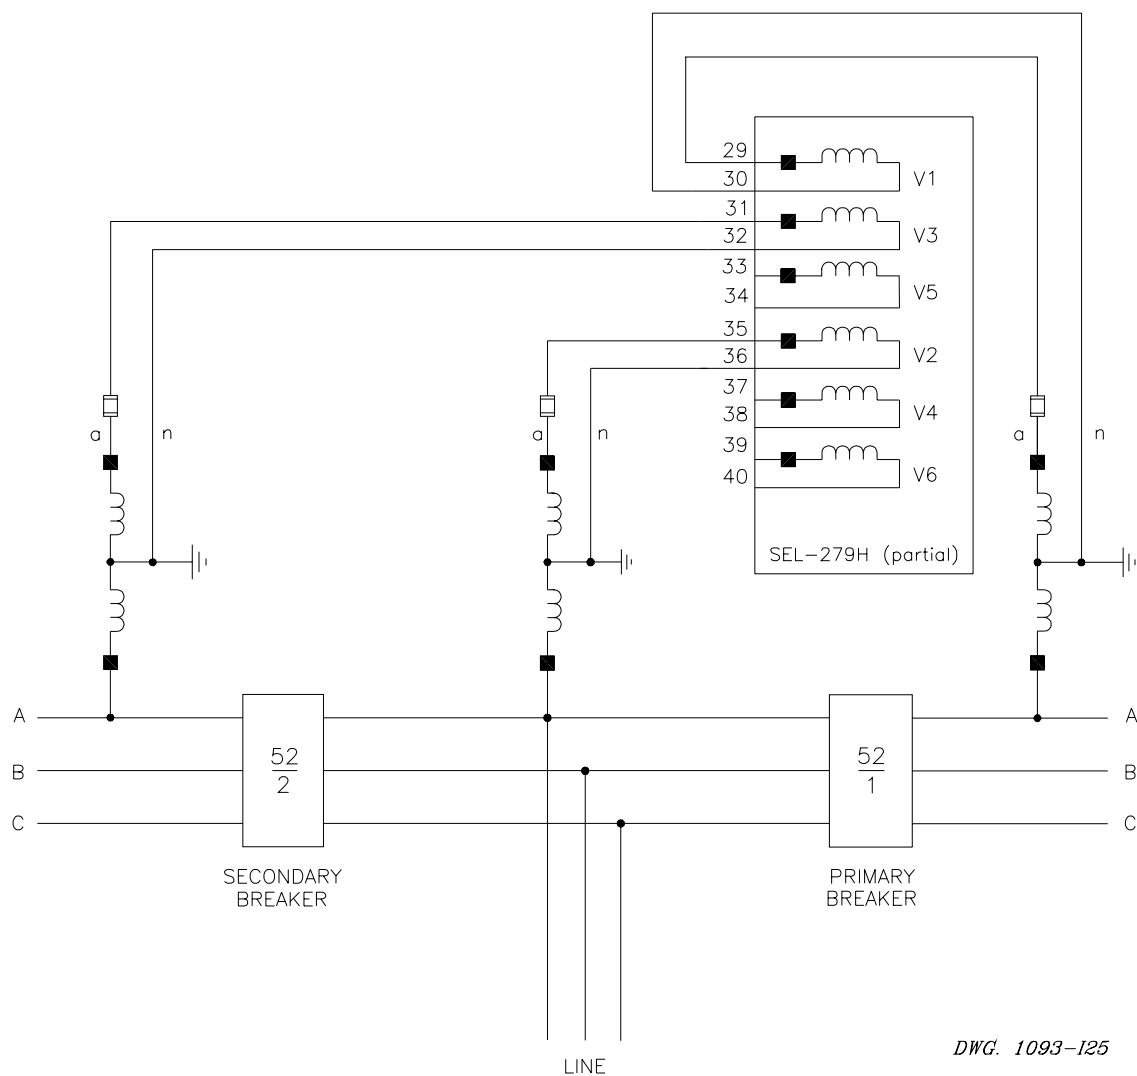 29
30
V1
31
32
V3
33
34
V5
35
36
V2
37
38
V4
39
40
V6
SEL-279H (partial)
a
n
a
n
a
n
A
A
B
52
2
52
1
B
C
C
SECONDARY
BREAKER
PRIMARY
BREAKER
LINE
DWG. 1093-I25